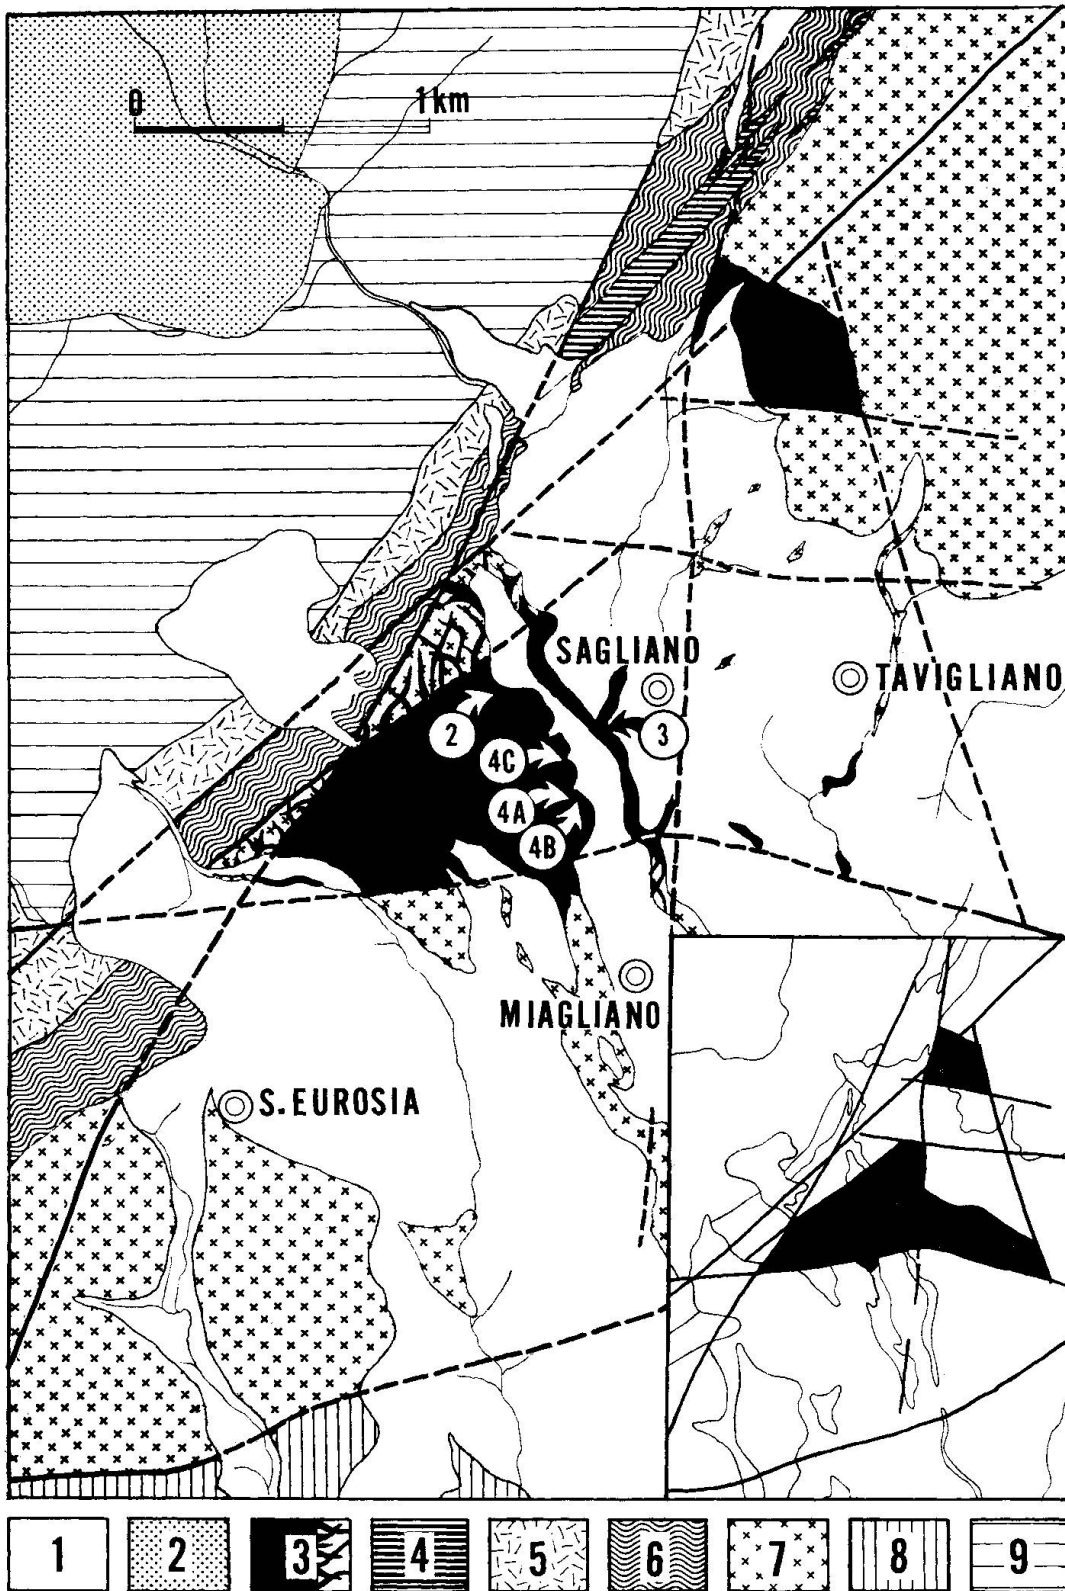 0 1km
SAGLIANO
TAVIGLIANO
2
3
4C
4A
4B
MIAGLIANO
S.EUROSIA
1 2 3 4 5 6 7 8 9